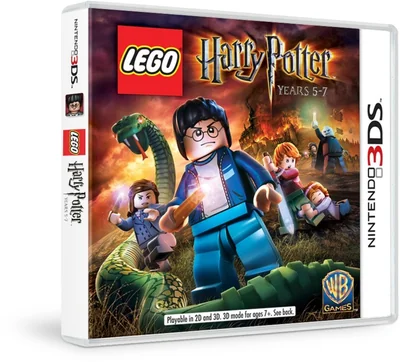 NINTENDO 3DS
LEGO
Harry Potter
YEARS 5-7
LEGO
Harry Potter
YEARS 5-7
NINTENDO 3DS
Playable in 2D and 3D. 3D mode for ages 7+. See back.
WB
GAMES